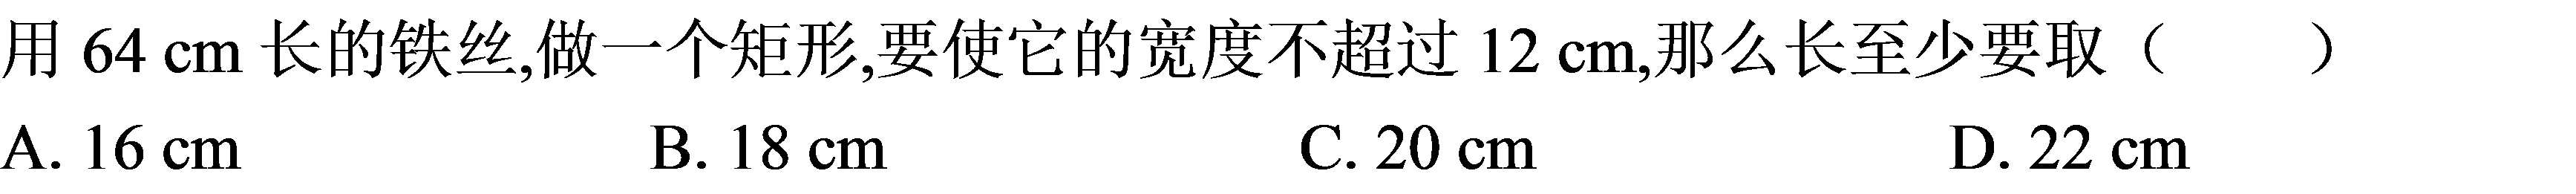 用 64 cm 长的铁丝,做一个矩形,要使它的宽度不超过 12 cm,那么长至少要取（　　）
A. 16 cm B. 18 cm C. 20 cm D. 22 cm